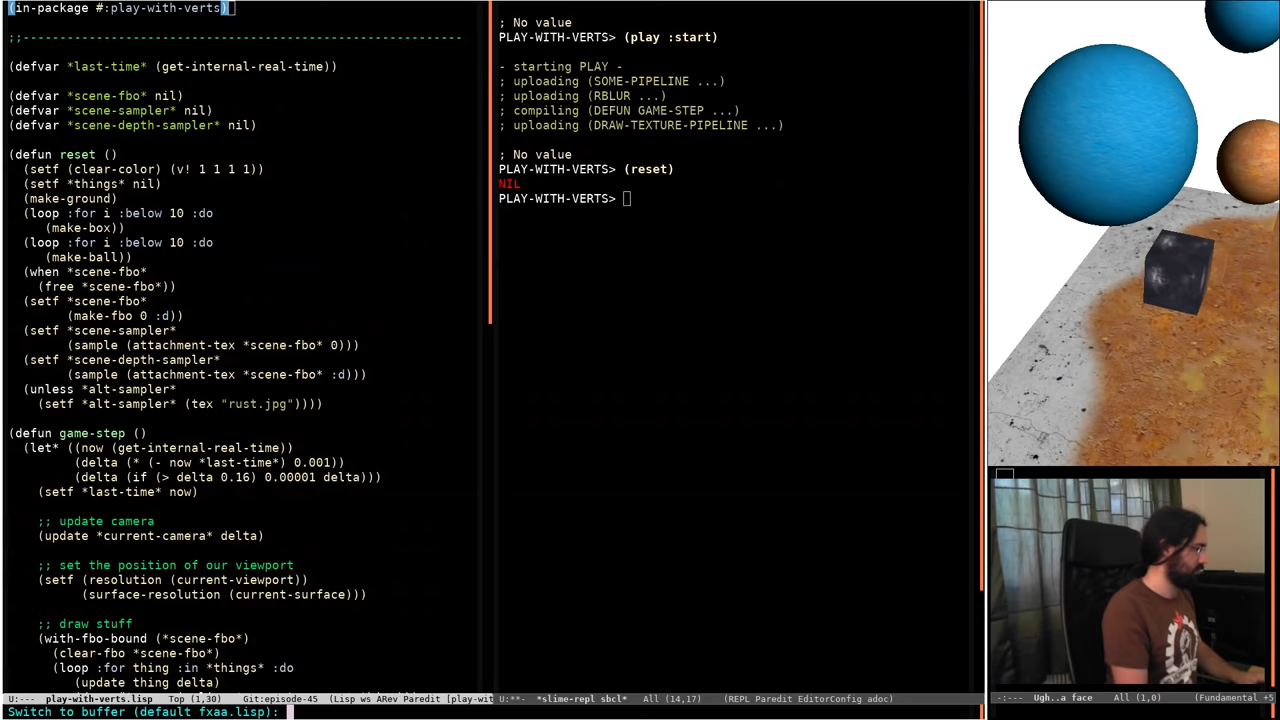 (in-package #:play-with-verts)
;;------------------------------------------------------------
(defvar *last-time* (get-internal-real-time))
(defvar *scene-fbo* nil)
(defvar *scene-sampler* nil)
(defvar *scene-depth-sampler* nil)
(defun reset ()
(setf (clear-color) (v! 1 1 1 1))
(setf *things* nil)
(make-ground)
(loop :for i :below 10 :do
(make-box))
(loop :for i :below 10 :do
(make-ball))
(when *scene-fbo*
(free *scene-fbo*))
(setf *scene-fbo*
(make-fbo 0 :d))
(setf *scene-sampler*
(sample (attachment-tex *scene-fbo* 0)))
(setf *scene-depth-sampler*
(sample (attachment-tex *scene-fbo* :d)))
(unless *alt-sampler*
(setf *alt-sampler* (tex "rust.jpg"))))
(defun game-step ()
(let* ((now (get-internal-real-time))
(delta (* (- now *last-time*) 0.001))
(delta (if (> delta 0.16) 0.00001 delta)))
(setf *last-time* now)
;; update camera
(update *current-camera* delta)
;; set the position of our viewport
(setf (resolution (current-viewport))
(surface-resolution (current-surface)))
;; draw stuff
(with-fbo-bound (*scene-fbo*)
(clear-fbo *scene-fbo*)
(loop :for thing :in *things* :do
(update thing delta)
U:--- play-with-verts.lisp Top (1,30) Git:episode-45 (Lisp ws ARev Paredit [play-wit
Switch to buffer (default fxaa.lisp):
; No value
PLAY-WITH-VERTS> (play :start)
- starting PLAY -
; uploading (SOME-PIPELINE ...)
; uploading (RBLUR ...)
; compiling (DEFUN GAME-STEP ...)
; uploading (DRAW-TEXTURE-PIPELINE ...)
; No value
PLAY-WITH-VERTS> (reset)
NIL
PLAY-WITH-VERTS>
U:**- *slime-repl sbcl* All (14,17) (REPL Paredit EditorConfig adoc)
-:--- Ugh..a face All (1,0) (Fundamental +5